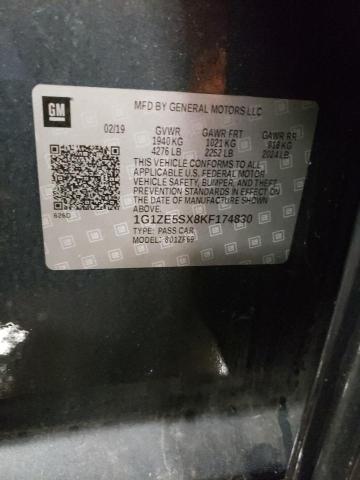 GM
MFD BY GENERAL MOTORS LLC
02/19 GVWR GAWR FRT GAWR RR
1940 KG 1021 KG 918 KG
4276 LB 2252 LB 2024 LB
THIS VEHICLE CONFORMS TO ALL
APPLICABLE U.S. FEDERAL MOTOR
VEHICLE SAFETY, BUMPER, AND THEFT
PREVENTION STANDARDS IN EFFECT ON
THE DATE OF MANUFACTURE SHOWN
ABOVE.
1G1ZE5SX8KF174830
626D TYPE: PASS CAR
MODEL: 801ZF69